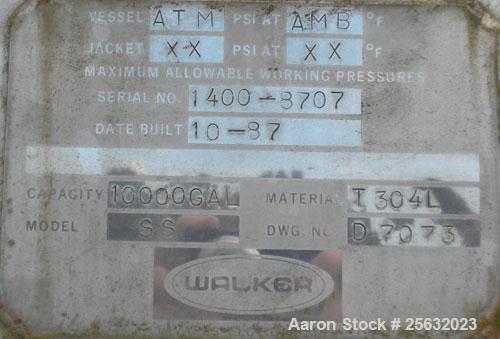 VESSEL ATM PSI AT AMB °F
JACKET XX PSI AT XX °F
MAXIMUM ALLOWABLE WORKING PRESSURES
SERIAL NO. 1400-8707
DATE BUILT 10-87
CAPACITY 10000GAL MATERIAL T304L
MODEL SS DWG. NO. D7073
WALKER
Aaron Stock # 25632023